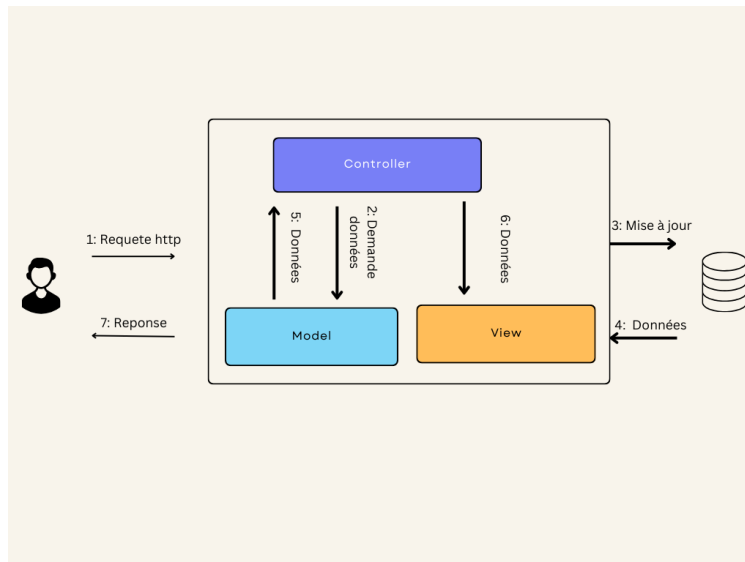 Controller
1: Requete http
5: Données
2: Demande
données
6: Données
3: Mise à jour
7: Reponse
Model
View
4: Données